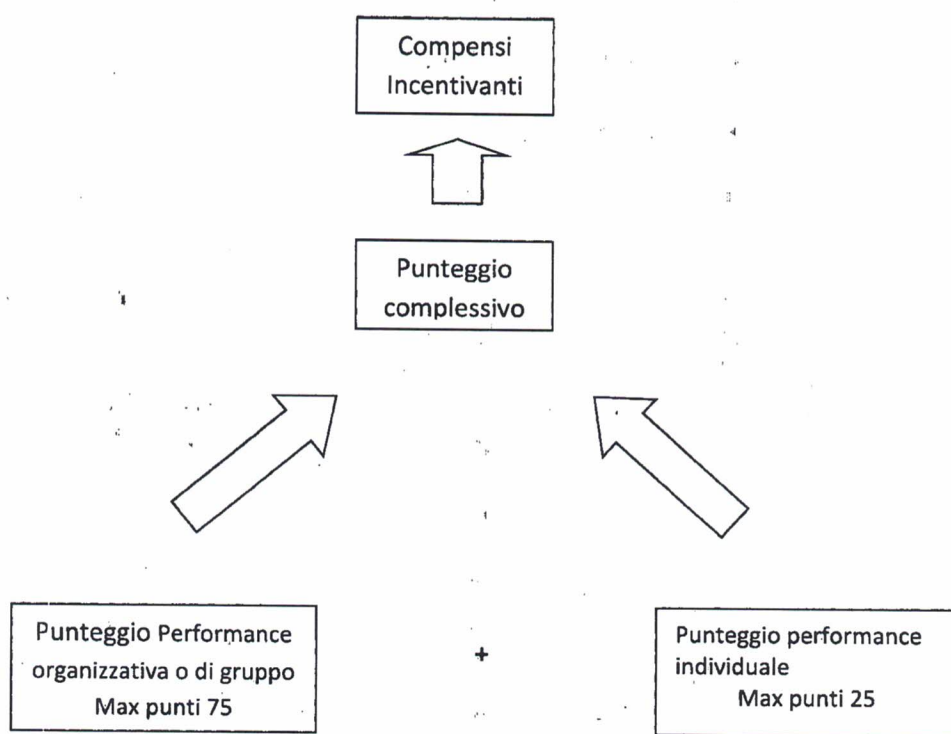 Compensi
Incentivanti
Punteggio
complessivo
Punteggio Performance
organizzativa o di gruppo
Max punti 75
+
Punteggio performance
individuale
Max punti 25